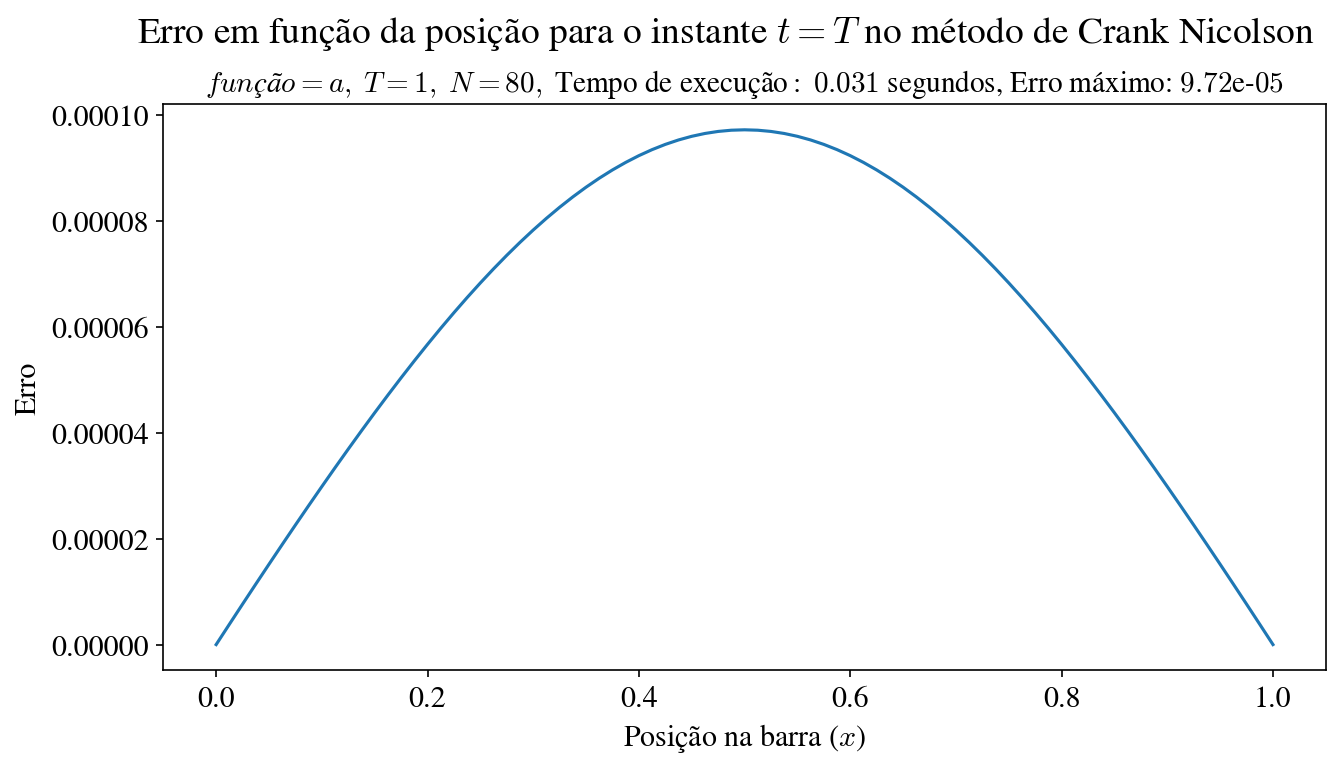 Erro em função da posição para o instante t = T no método de Crank Nicolson
função = a, T = 1, N = 80, Tempo de execução : 0.031 segundos, Erro máximo: 9.72e-05
0.00010
0.00008
0.00006
0.00004
0.00002
0.00000
Erro
0.0 0.2 0.4 0.6 0.8 1.0
Posição na barra (x)